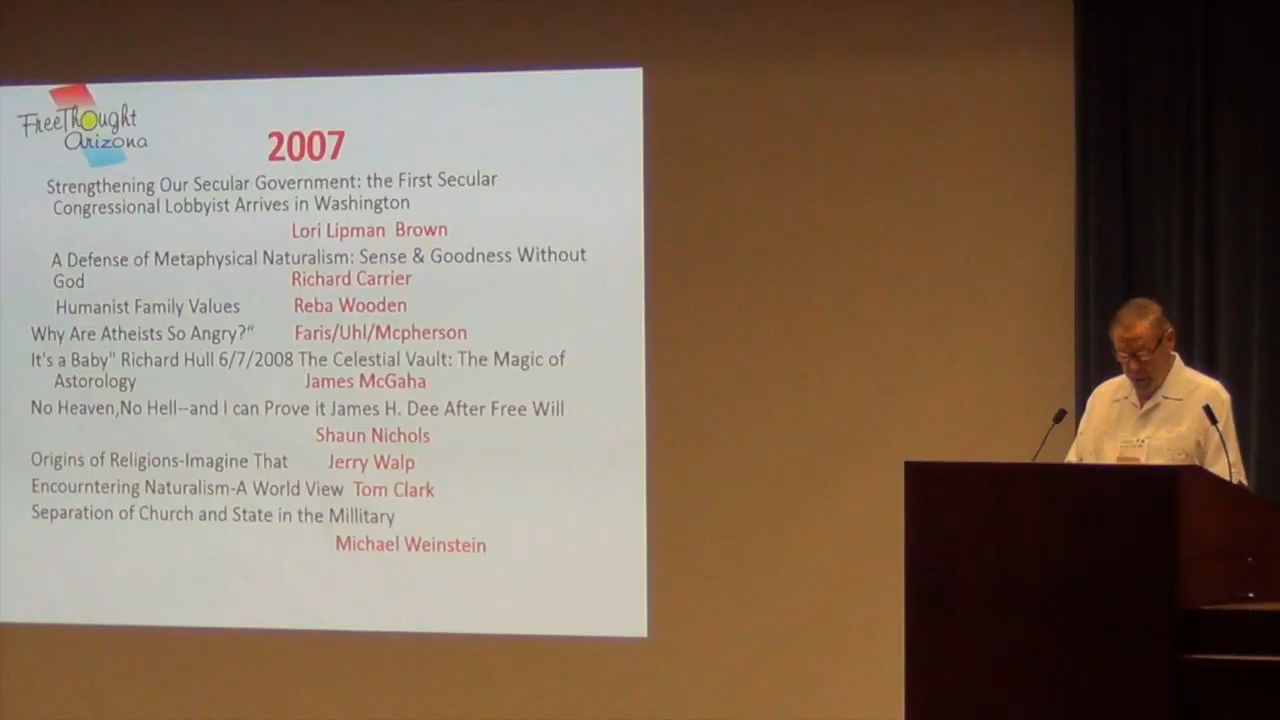 FreeThought
Arizona
2007
Strengthening Our Secular Government: the First Secular
Congressional Lobbyist Arrives in Washington
Lori Lipman Brown
A Defense of Metaphysical Naturalism: Sense & Goodness Without
God Richard Carrier
Humanist Family Values Reba Wooden
Why Are Atheists So Angry?“ Faris/Uhl/Mcpherson
It's a Baby" Richard Hull 6/7/2008 The Celestial Vault: The Magic of
Astorology James McGaha
No Heaven,No Hell--and I can Prove it James H. Dee After Free Will
Shaun Nichols
Origins of Religions-Imagine That Jerry Walp
Encourntering Naturalism-A World View Tom Clark
Separation of Church and State in the Millitary
Michael Weinstein